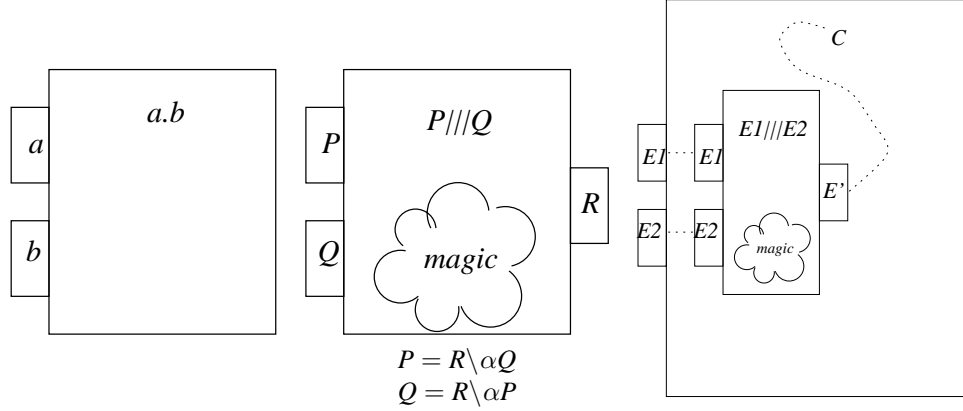 a
b
a.b
P
Q
P///Q
magic
R
P = R\αQ
Q = R\αP
C
E1
E2
E1
E2
E1///E2
magic
E'